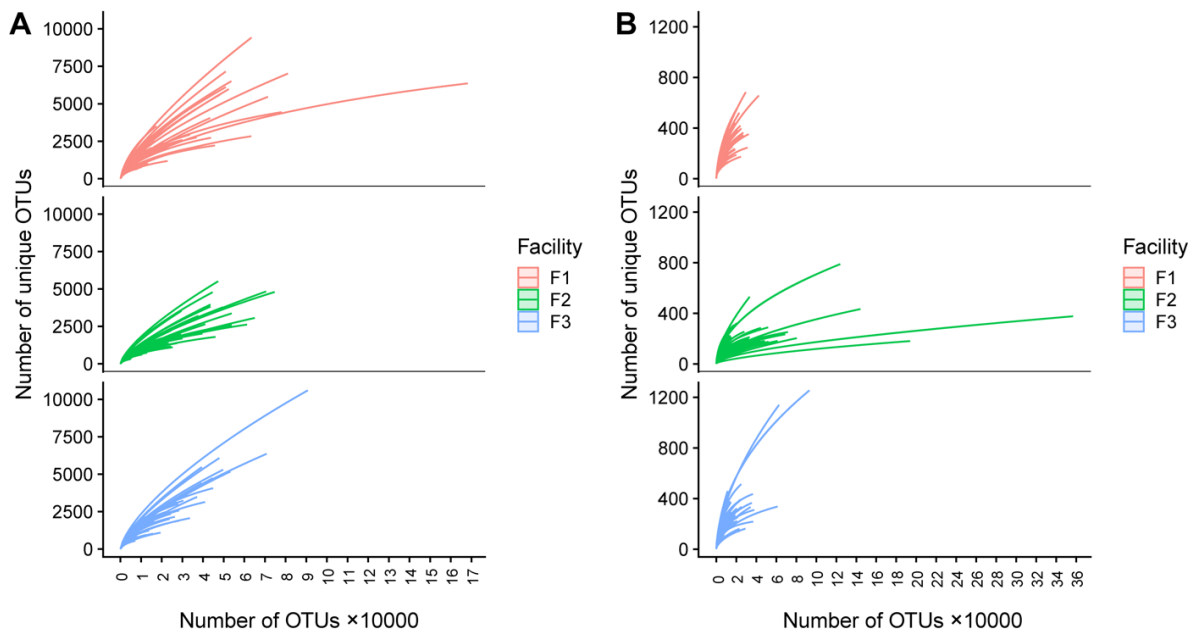 A
Number of unique OTUs
10000
7500
5000
2500
0
10000
7500
5000
2500
0
10000
7500
5000
2500
0
0 1 2 3 4 5 6 7 8 9 10 11 12 13 14 15 16 17
Number of OTUs ×10000
Facility
F1
F2
F3
B
Number of unique OTUs
1200
800
400
0
1200
800
400
0
1200
800
400
0
0 2 4 6 8 10 12 14 16 18 20 22 24 26 28 30 32 34 36
Number of OTUs ×10000
Facility
F1
F2
F3